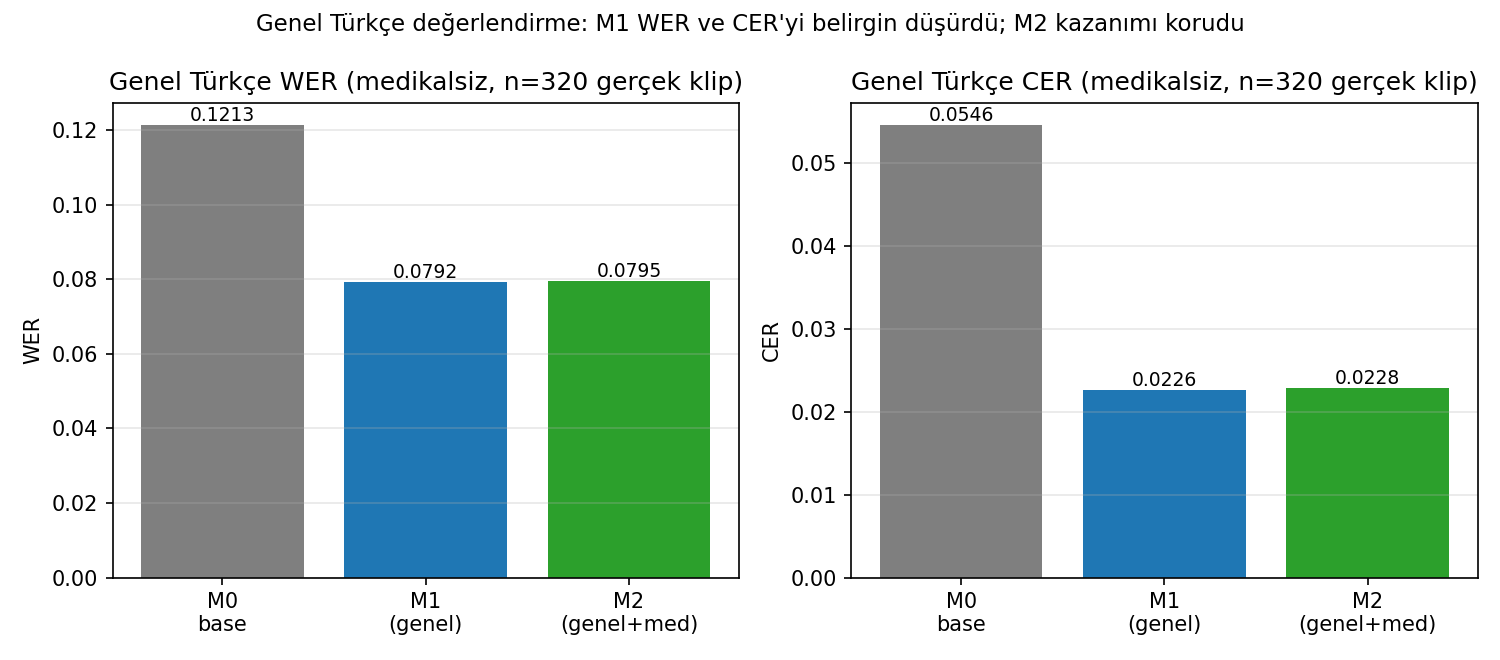 Genel Türkçe değerlendirme: M1 WER ve CER'yi belirgin düşürdü; M2 kazanımı korudu
Genel Türkçe WER (medikalsiz, n=320 gerçek klip)
WER
0.12
0.10
0.08
0.06
0.04
0.02
0.00
0.1213
0.0792
0.0795
M0
base
M1
(genel)
M2
(genel+med)
Genel Türkçe CER (medikalsiz, n=320 gerçek klip)
CER
0.05
0.04
0.03
0.02
0.01
0.00
0.0546
0.0226
0.0228
M0
base
M1
(genel)
M2
(genel+med)